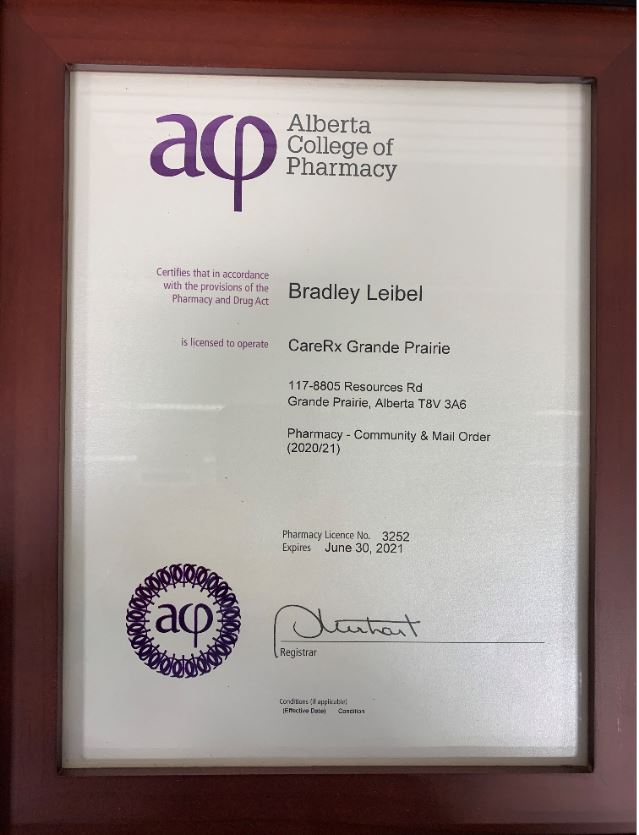 acp
Alberta
College of
Pharmacy
Certifies that in accordance
with the provisions of the
Pharmacy and Drug Act
Bradley Leibel
is licensed to operate
CareRx Grande Prairie
117-8805 Resources Rd
Grande Prairie, Alberta T8V 3A6
Pharmacy - Community & Mail Order
(2020/21)
Pharmacy Licence No. 3252
Expires June 30, 2021
acp
Registrar
Conditions (if applicable)
(Effective Date) Condition